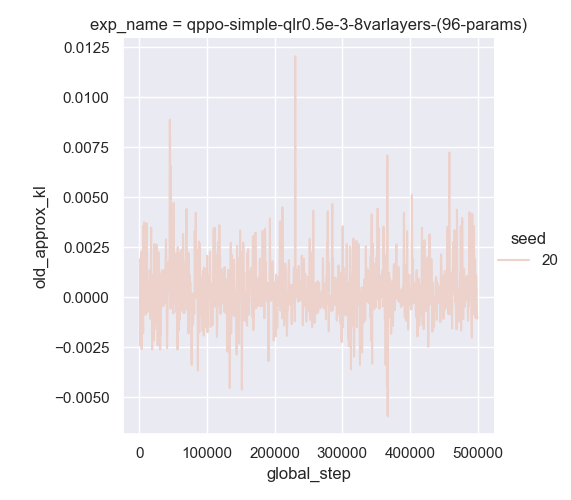 exp_name = qppo-simple-qlr0.5e-3-8varlayers-(96-params)
0.0125
0.0100
0.0075
0.0050
0.0025
0.0000
−0.0025
−0.0050
old_approx_kl
0 100000 200000 300000 400000 500000
global_step
seed
20